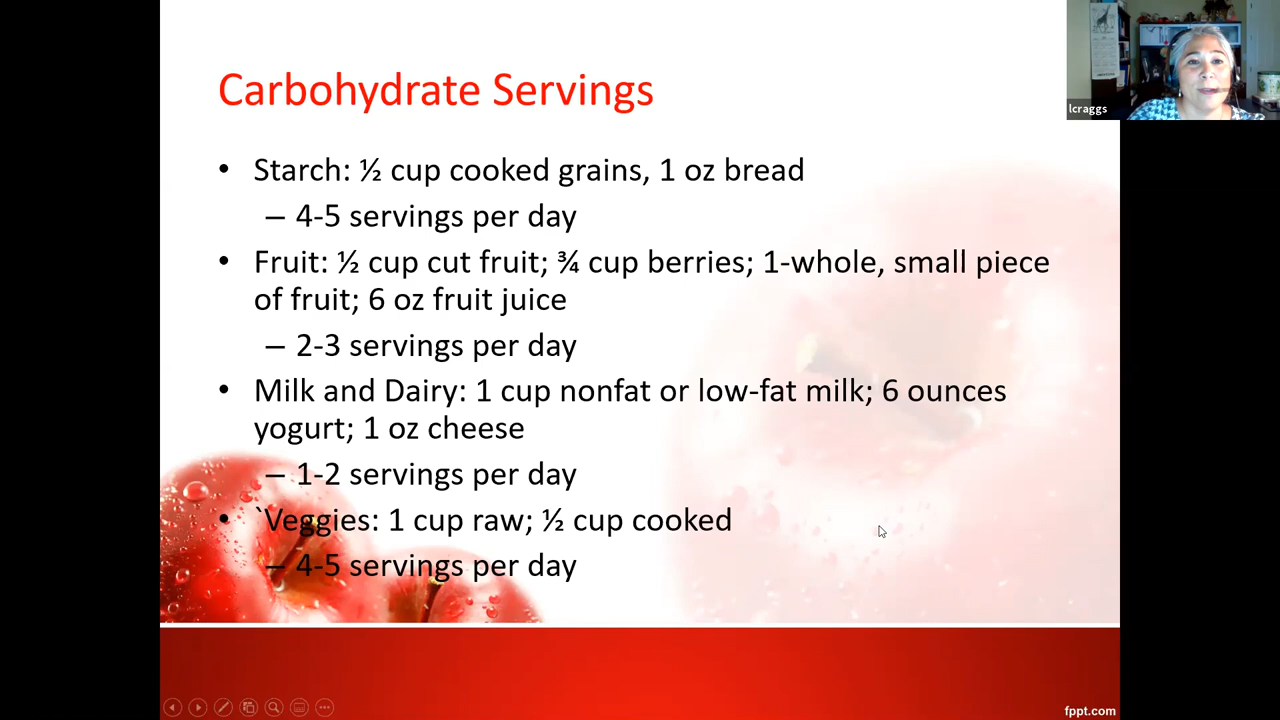 Carbohydrate Servings
lcraggs
• Starch: ½ cup cooked grains, 1 oz bread
– 4-5 servings per day
• Fruit: ½ cup cut fruit; ¾ cup berries; 1-whole, small piece
of fruit; 6 oz fruit juice
– 2-3 servings per day
• Milk and Dairy: 1 cup nonfat or low-fat milk; 6 ounces
yogurt; 1 oz cheese
– 1-2 servings per day
• `Veggies: 1 cup raw; ½ cup cooked
– 4-5 servings per day
fppt.com